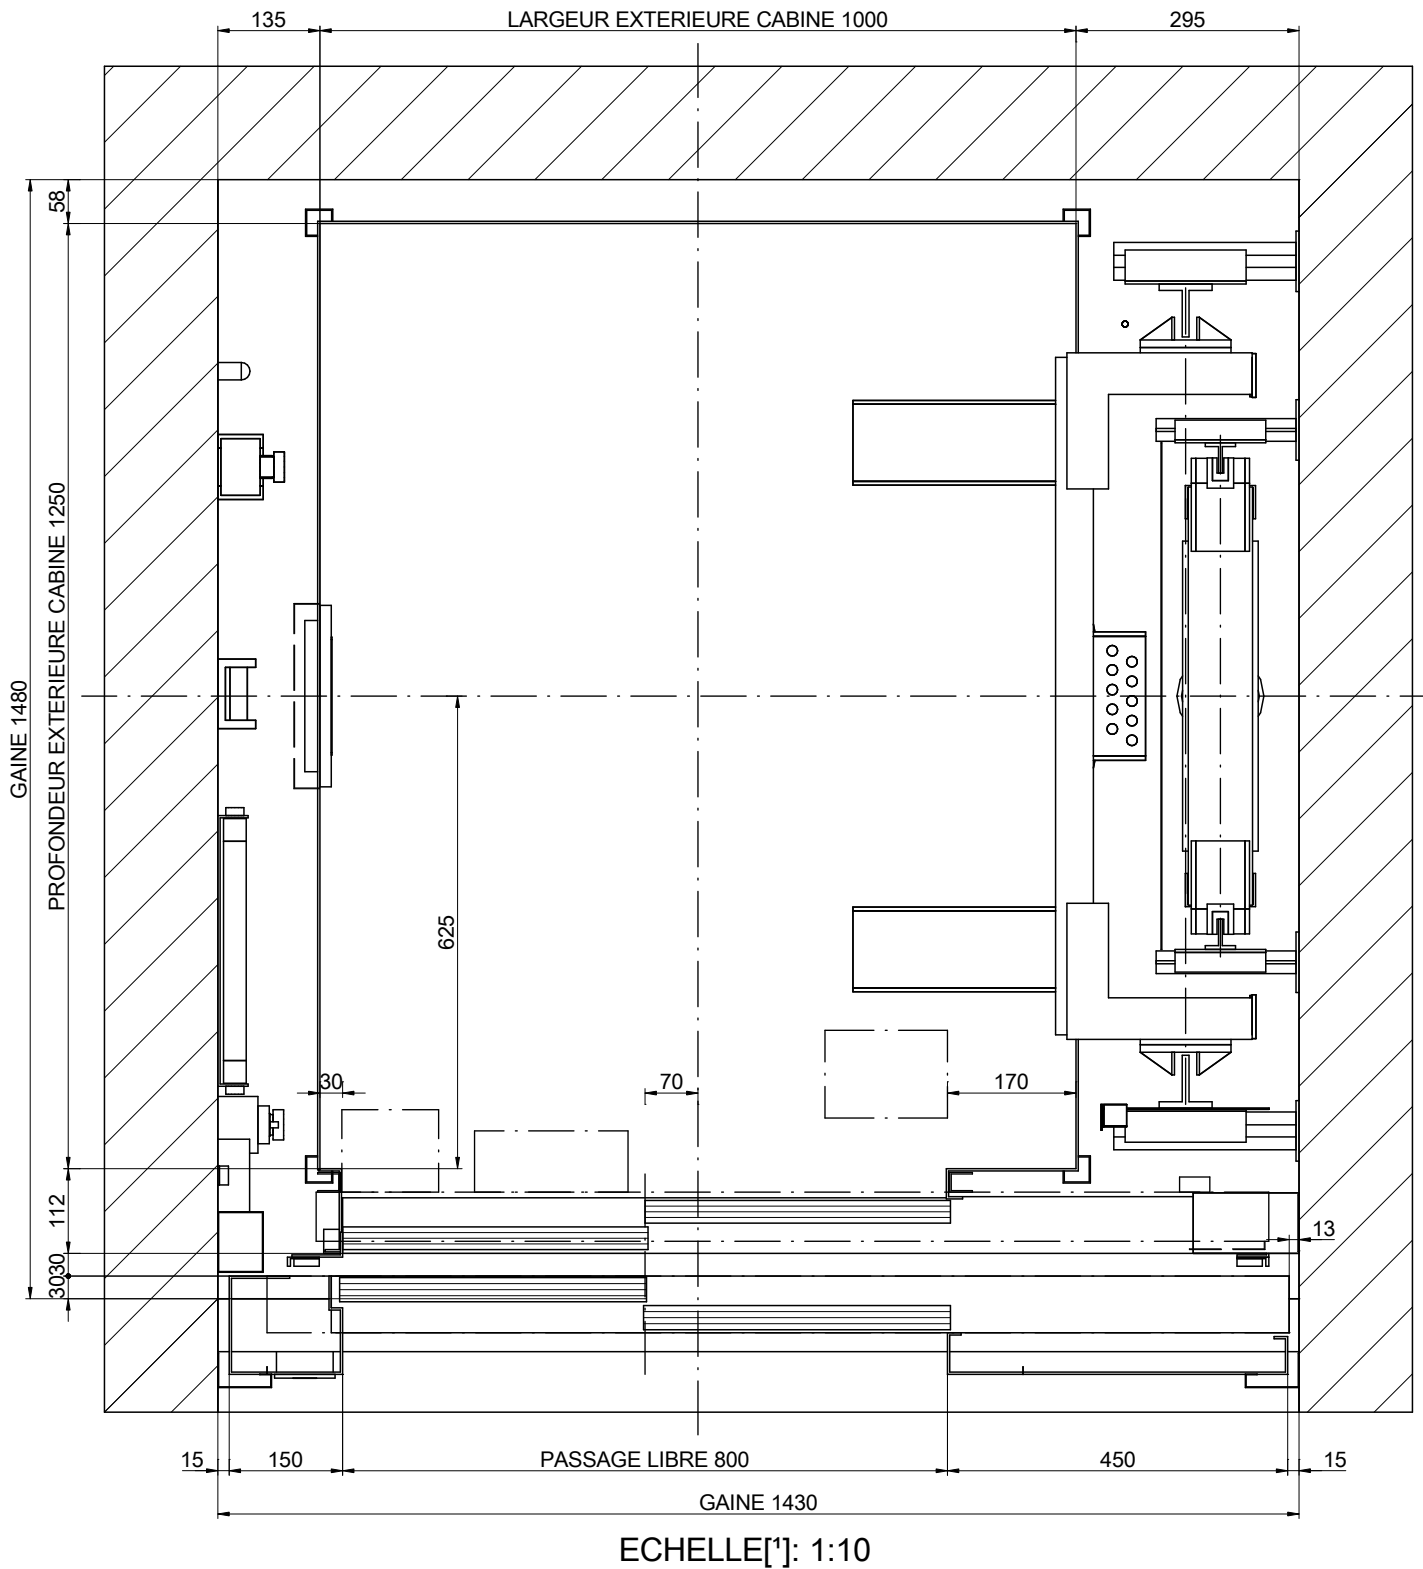 135
LARGEUR EXTERIEURE CABINE 1000
295
58
GAINE 1480
PROFONDEUR EXTERIEURE CABINE 1250
625
30
70
170
112
13
30
30
15
150
PASSAGE LIBRE 800
450
15
GAINE 1430
ECHELLE[¹]: 1:10